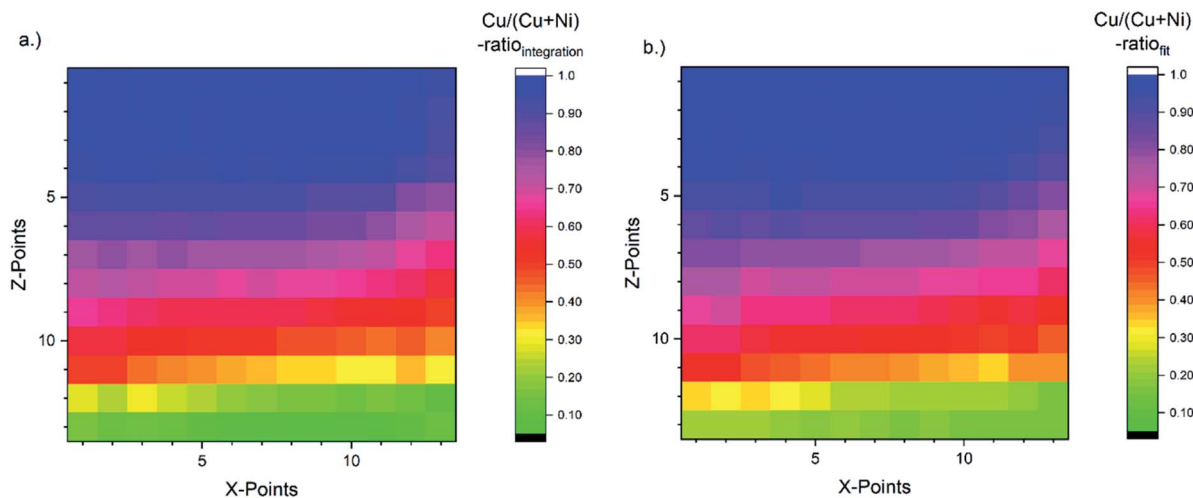 a.)
Cu/(Cu+Ni)
-ratio integration
1.0
0.90
0.80
0.70
0.60
0.50
0.40
0.30
0.20
0.10
Z-Points
5
10
5 10
X-Points
b.)
Cu/(Cu+Ni)
-ratio fit
1.0
0.90
0.80
0.70
0.60
0.50
0.40
0.30
0.20
0.10
Z-Points
5
10
5 10
X-Points